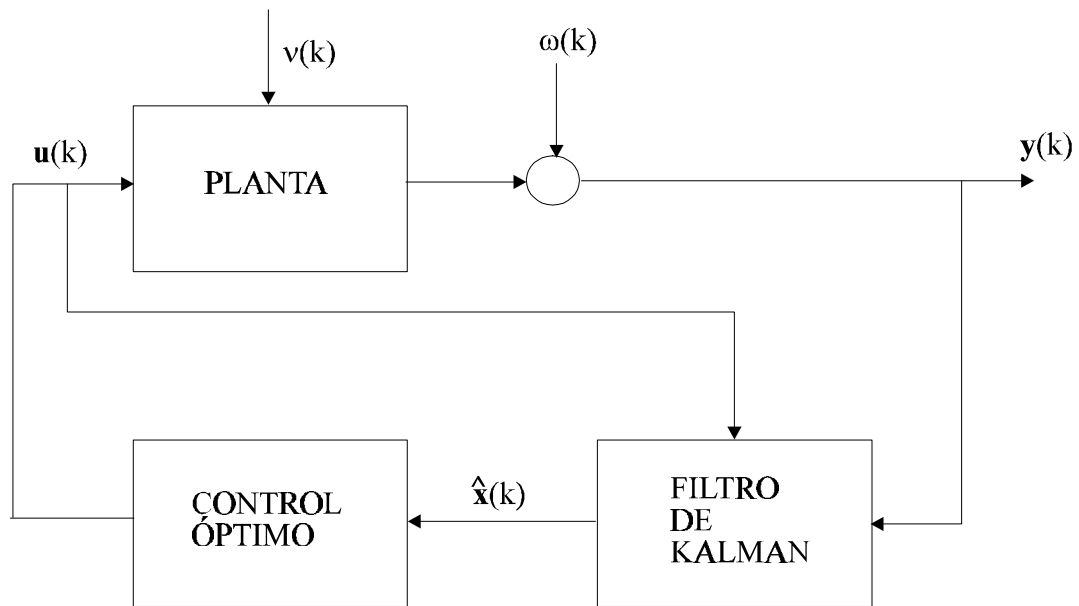 ν(k)
ω(k)
u(k)
y(k)
PLANTA
CONTROL
ÓPTIMO
x̂(k)
FILTRO
DE
KALMAN